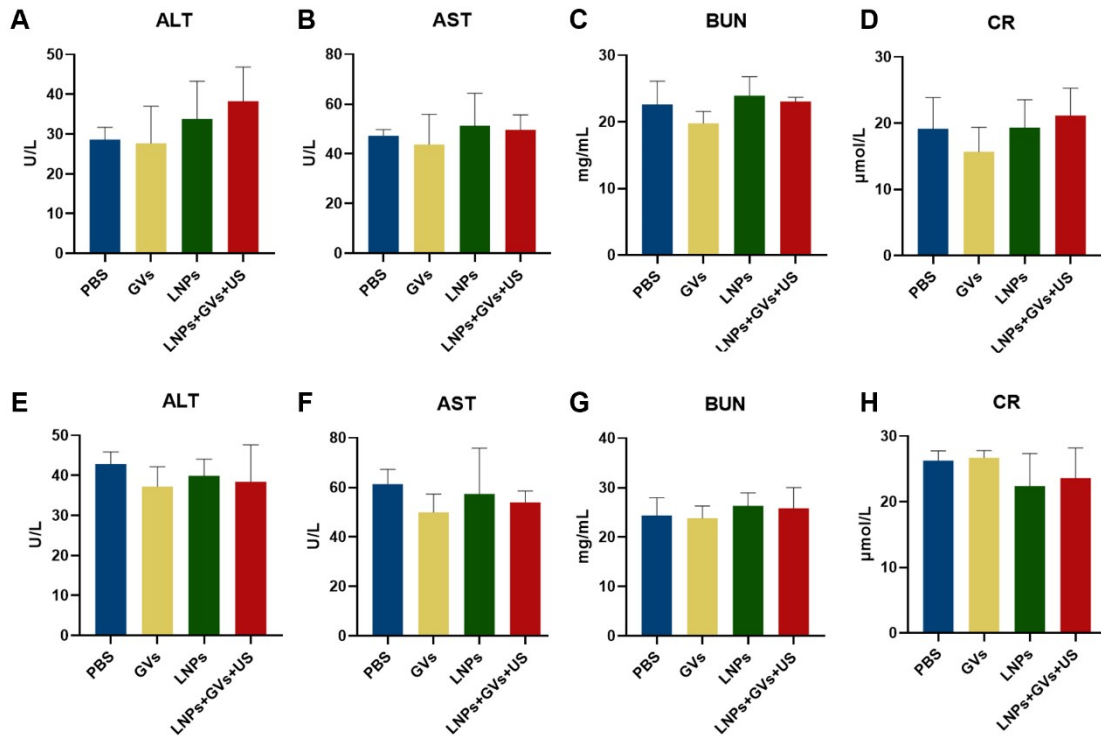 A ALT
U/L
50
40
30
20
10
0
PBS
GVs
LNPs
LNPs+GVs+US
B AST
U/L
80
60
40
20
0
PBS
GVs
LNPs
LNPs+GVs+US
C BUN
mg/mL
30
20
10
0
PBS
GVs
LNPs
LNPs+GVs+US
D CR
μmol/L
30
20
10
0
PBS
GVs
LNPs
LNPs+GVs+US
E ALT
U/L
50
40
30
20
10
0
PBS
GVs
LNPs
LNPs+GVs+US
F AST
U/L
80
60
40
20
0
PBS
GVs
LNPs
LNPs+GVs+US
G BUN
mg/mL
40
30
20
10
0
PBS
GVs
LNPs
LNPs+GVs+US
H CR
μmol/L
30
20
10
0
PBS
GVs
LNPs
LNPs+GVs+US